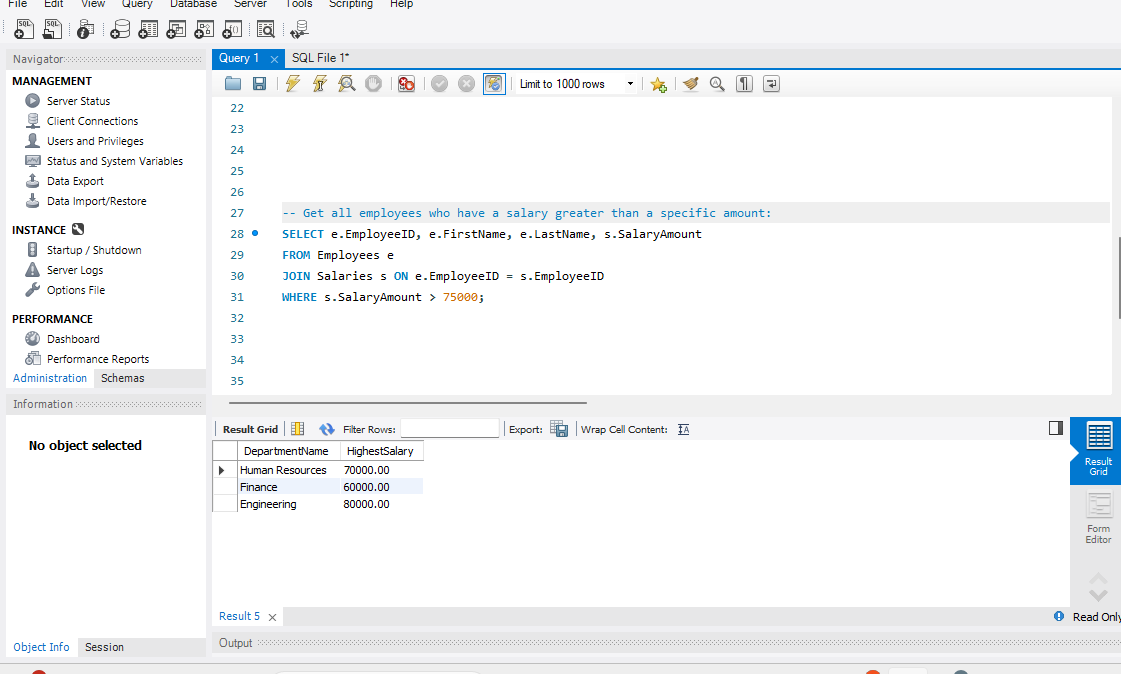 File Edit View Query Database Server Tools Scripting Help
Navigator
MANAGEMENT
Server Status
Client Connections
Users and Privileges
Status and System Variables
Data Export
Data Import/Restore
INSTANCE
Startup / Shutdown
Server Logs
Options File
PERFORMANCE
Dashboard
Performance Reports
Administration Schemas
Information
No object selected
Object Info Session
Query 1 SQL File 1*
Limit to 1000 rows
22
23
24
25
26
27 -- Get all employees who have a salary greater than a specific amount:
28 SELECT e.EmployeeID, e.FirstName, e.LastName, s.SalaryAmount
29 FROM Employees e
30 JOIN Salaries s ON e.EmployeeID = s.EmployeeID
31 WHERE s.SalaryAmount > 75000;
32
33
34
35
Result Grid Filter Rows: Export: Wrap Cell Content:
DepartmentName HighestSalary
Human Resources 70000.00
Finance 60000.00
Engineering 80000.00
Result
Grid
Form
Editor
Result 5
Read Only
Output